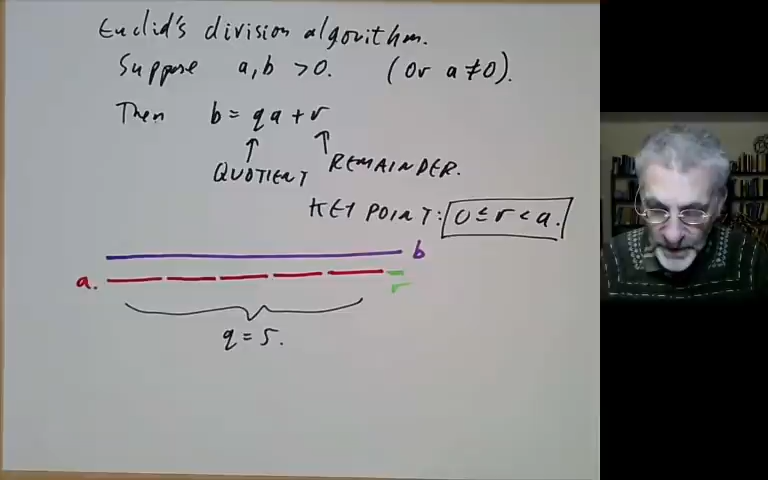 Euclid's division algorithm.
Suppose a, b > 0. (Or a ≠ 0).
Then b = qa + r
↑ ↑
QUOTIENT REMAINDER.
KEY POINT: 0 ≤ r < a.
b
a.
r
q = 5.